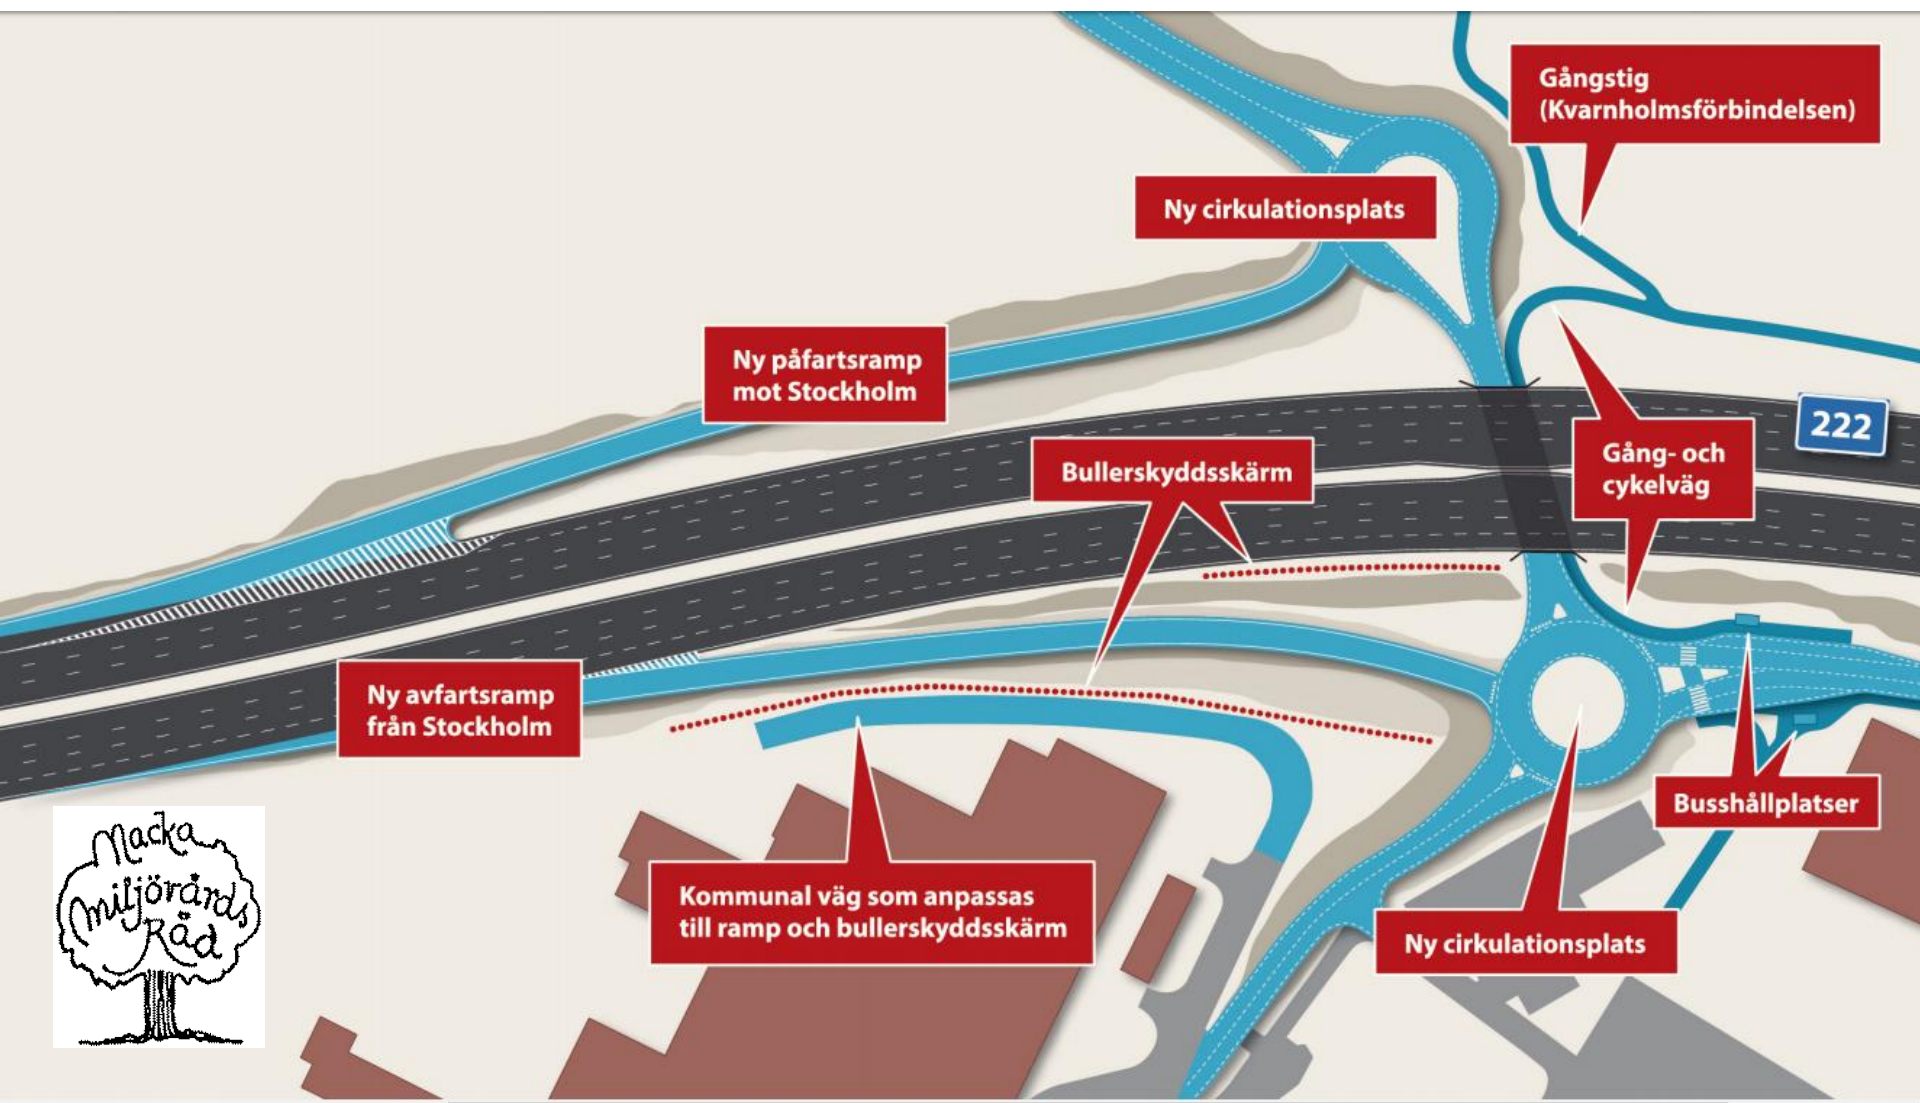 Gångstig
(Kvarnholmsförbindelsen)
Ny cirkulationsplats
Ny påfartsramp
mot Stockholm
222
Bullerskyddsskärm
Gång- och
cykelväg
Ny avfartsramp
från Stockholm
Busshållplatser
Kommunal väg som anpassas
till ramp och bullerskyddsskärm
Ny cirkulationsplats
Nacka
miljövårds
Råd